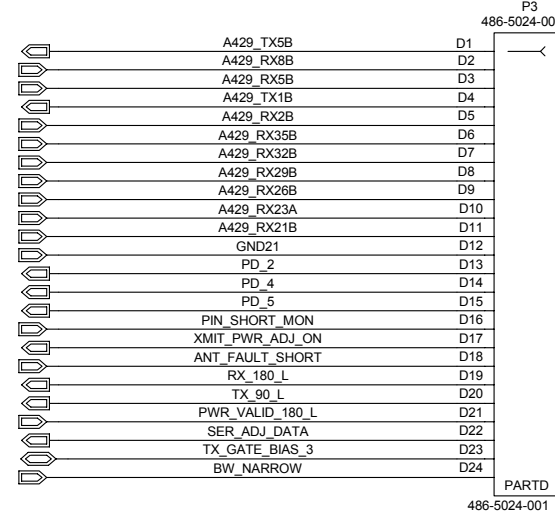 P3
486-5024-00
A429_TX5B D1
A429_RX8B D2
A429_RX5B D3
A429_TX1B D4
A429_RX2B D5
A429_RX35B D6
A429_RX32B D7
A429_RX29B D8
A429_RX26B D9
A429_RX23A D10
A429_RX21B D11
GND21 D12
PD_2 D13
PD_4 D14
PD_5 D15
PIN_SHORT_MON D16
XMIT_PWR_ADJ_ON D17
ANT_FAULT_SHORT D18
RX_180_L D19
TX_90_L D20
PWR_VALID_180_L D21
SER_ADJ_DATA D22
TX_GATE_BIAS_3 D23
BW_NARROW D24
PARTD
486-5024-001